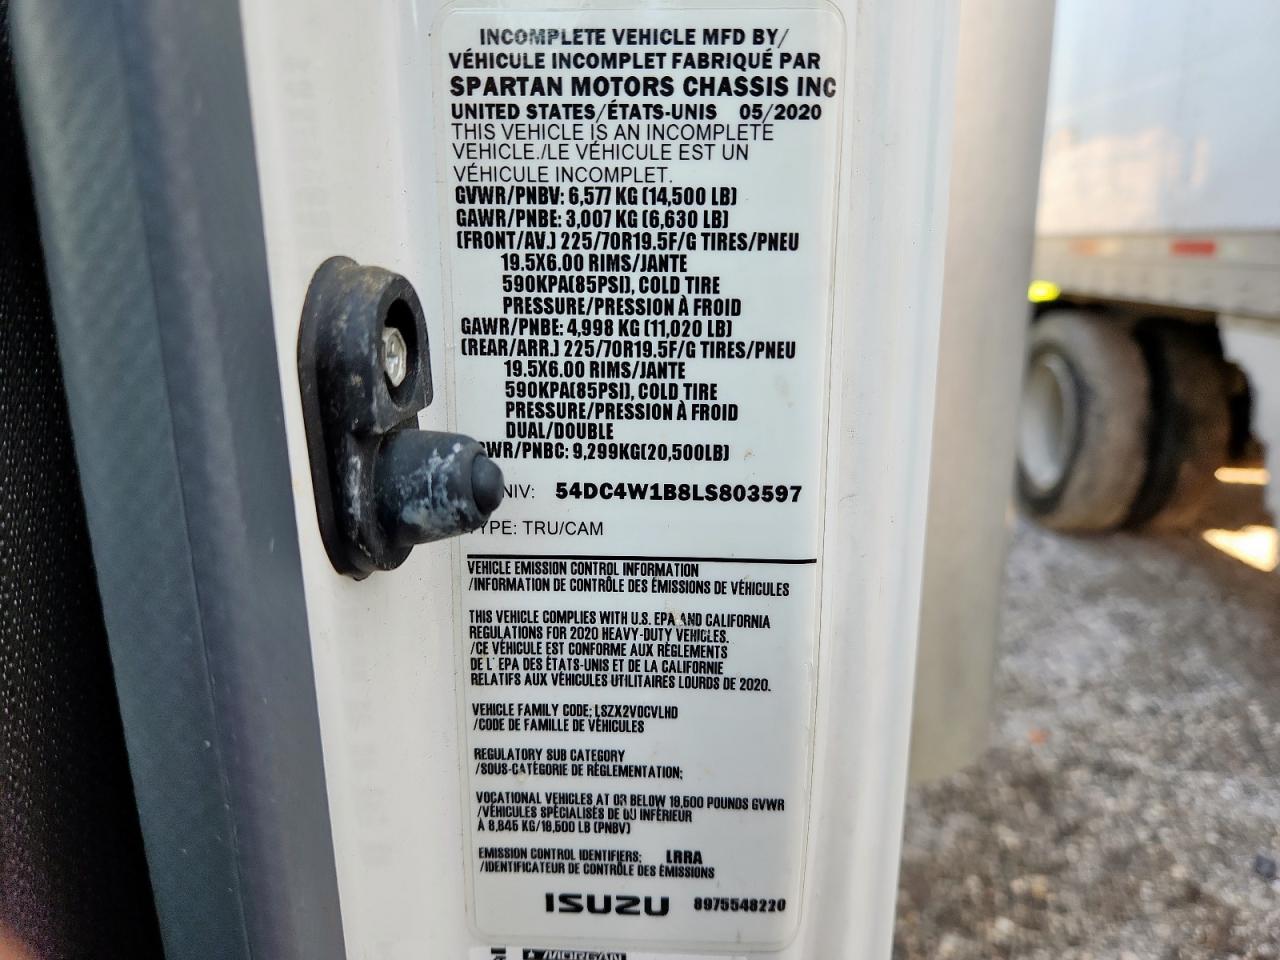 INCOMPLETE VEHICLE MFD BY/
VÉHICULE INCOMPLET FABRIQUÉ PAR
SPARTAN MOTORS CHASSIS INC
UNITED STATES/ÉTATS-UNIS 05/2020
THIS VEHICLE IS AN INCOMPLETE
VEHICLE./LE VÉHICULE EST UN
VÉHICULE INCOMPLET.
GVWR/PNBV: 6,577 KG (14,500 LB)
GAWR/PNBE: 3,007 KG (6,630 LB)
(FRONT/AV.) 225/70R19.5F/G TIRES/PNEU
19.5X6.00 RIMS/JANTE
590KPA(85PSI), COLD TIRE
PRESSURE/PRESSION À FROID
GAWR/PNBE: 4,998 KG (11,020 LB)
(REAR/ARR.) 225/70R19.5F/G TIRES/PNEU
19.5X6.00 RIMS/JANTE
590KPA(85PSI), COLD TIRE
PRESSURE/PRESSION À FROID
DUAL/DOUBLE
WR/PNBC: 9,299KG(20,500LB)
NIV: 54DC4W1B8LS803597
YPE: TRU/CAM
VEHICLE EMISSION CONTROL INFORMATION
/INFORMATION DE CONTRÔLE DES ÉMISSIONS DE VÉHICULES
THIS VEHICLE COMPLIES WITH U.S. EPA AND CALIFORNIA
REGULATIONS FOR 2020 HEAVY-DUTY VEHICLES.
/CE VÉHICULE EST CONFORME AUX RÈGLEMENTS
DE L' EPA DES ÉTATS-UNIS ET DE LA CALIFORNIE
RELATIFS AUX VÉHICULES UTILITAIRES LOURDS DE 2020.
VEHICLE FAMILY CODE: LSZX2VOCVLHD
/CODE DE FAMILLE DE VÉHICULES
REGULATORY SUB CATEGORY
/SOUS-CATÉGORIE DE RÈGLEMENTATION:
VOCATIONAL VEHICLES AT OR BELOW 19,500 POUNDS GVWR
/VÉHICULES SPÉCIALISÉS DE OU INFÉRIEUR
À 8,845 KG/19,500 LB (PNBV)
EMISSION CONTROL IDENTIFIERS: LRRA
/IDENTIFICATEUR DE CONTRÔLE DES ÉMISSIONS
ISUZU 8975548220
MORGAN